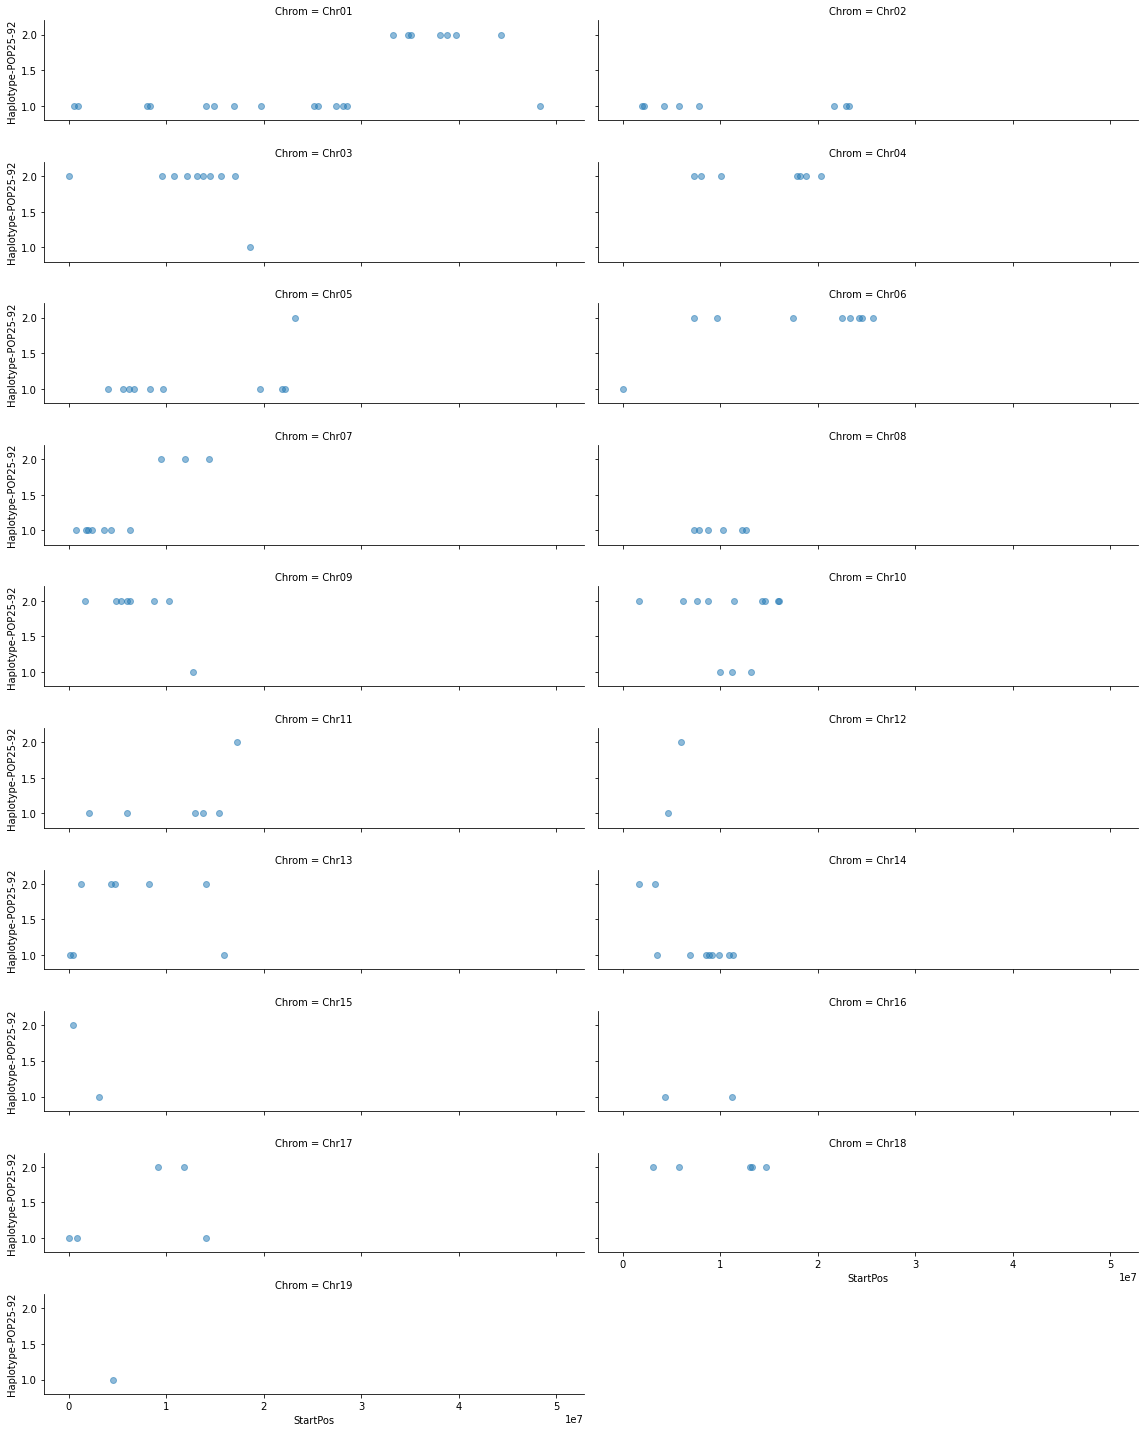 Chrom = Chr01
Chrom = Chr02
Haplotype-POP25-92
2.0
1.5
1.0
Chrom = Chr03
Chrom = Chr04
Haplotype-POP25-92
2.0
1.5
1.0
Chrom = Chr05
Chrom = Chr06
Haplotype-POP25-92
2.0
1.5
1.0
Chrom = Chr07
Chrom = Chr08
Haplotype-POP25-92
2.0
1.5
1.0
Chrom = Chr09
Chrom = Chr10
Haplotype-POP25-92
2.0
1.5
1.0
Chrom = Chr11
Chrom = Chr12
Haplotype-POP25-92
2.0
1.5
1.0
Chrom = Chr13
Chrom = Chr14
Haplotype-POP25-92
2.0
1.5
1.0
Chrom = Chr15
Chrom = Chr16
Haplotype-POP25-92
2.0
1.5
1.0
Chrom = Chr17
Chrom = Chr18
Haplotype-POP25-92
2.0
1.5
1.0
0 1 2 3 4 5
StartPos
1e7
Chrom = Chr19
Haplotype-POP25-92
2.0
1.5
1.0
0 1 2 3 4 5
StartPos
1e7